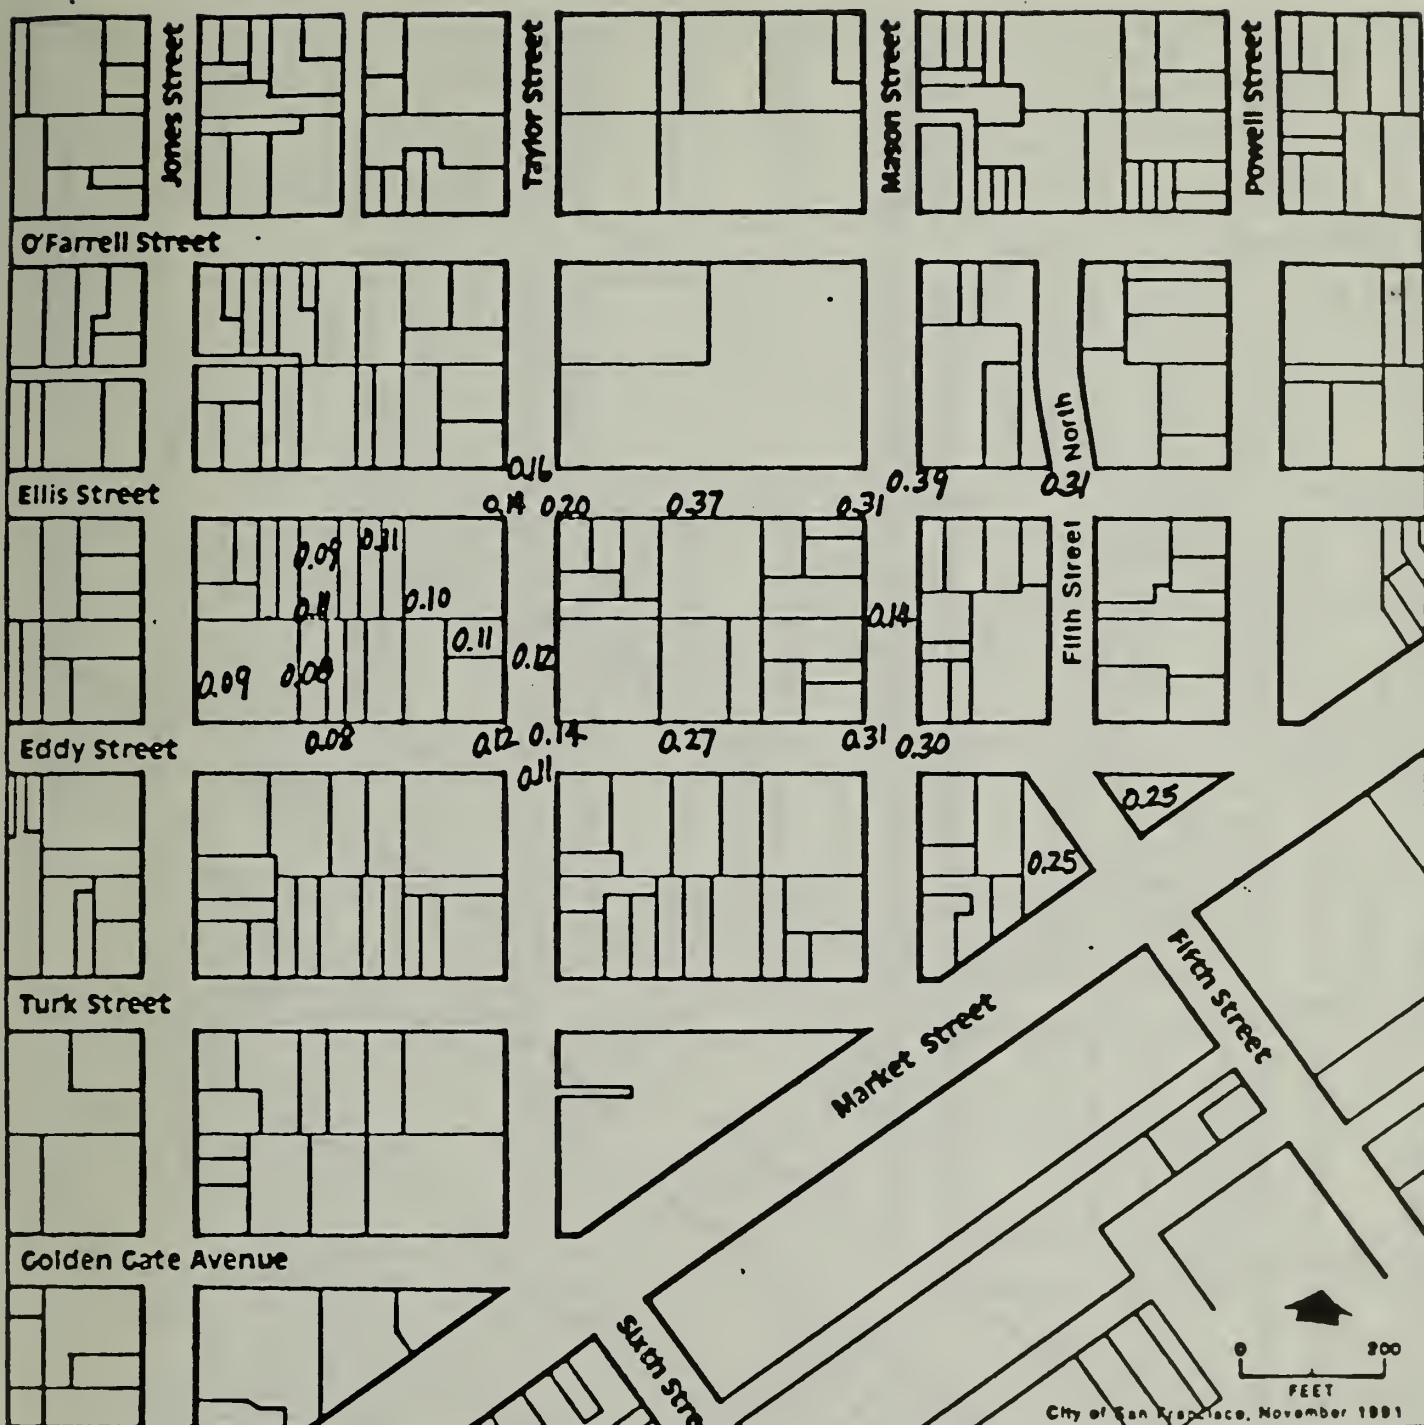 Jones Street
Taylor Street
Mason Street
Powell Street
O'Farrell Street
North
0.16
Ellis Street
0.39
0.31
0.14 0.20 0.37 0.31
Fifth Street
0.09 0.11
0.11 0.10
0.14
0.11
0.12
0.09 0.08
Eddy Street
0.08 0.12 0.14 0.27 0.31 0.30
0.11
0.25
0.25
Turk Street
Fifth Street
Market Street
Golden Gate Avenue
Sixth Stre
0 200
FEET
City of San Francisco, November 1981